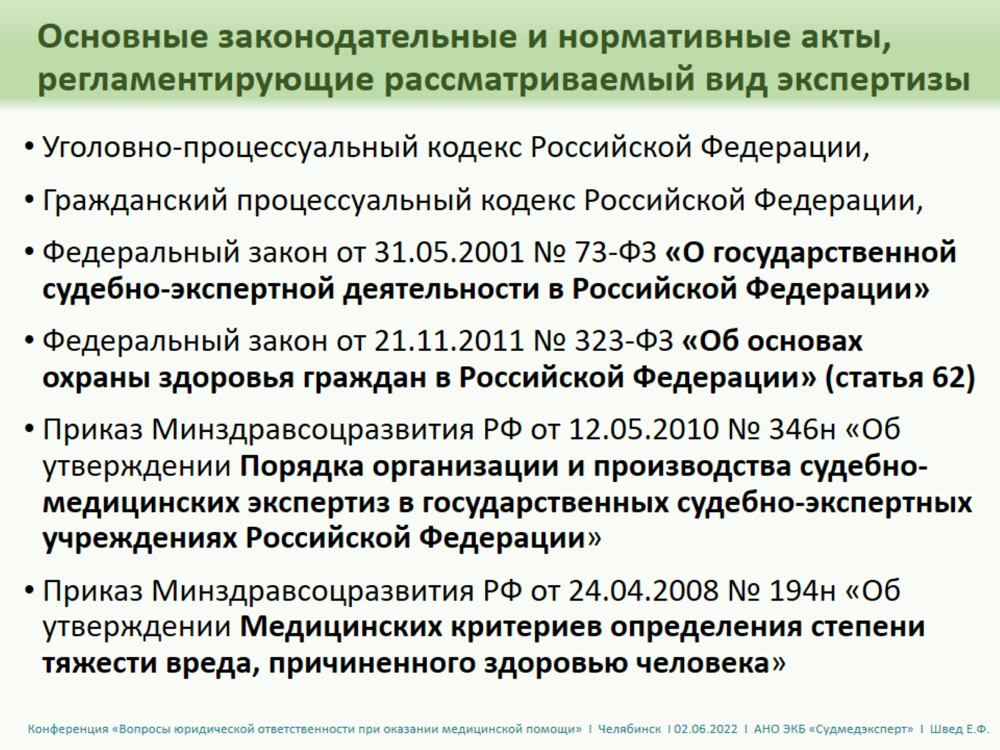 Основные законодательные и нормативные акты,
регламентирующие рассматриваемый вид экспертизы
• Уголовно-процессуальный кодекс Российской Федерации,
• Гражданский процессуальный кодекс Российской Федерации,
• Федеральный закон от 31.05.2001 № 73-ФЗ «О государственной
судебно-экспертной деятельности в Российской Федерации»
• Федеральный закон от 21.11.2011 № 323-ФЗ «Об основах
охраны здоровья граждан в Российской Федерации» (статья 62)
• Приказ Минздравсоцразвития РФ от 12.05.2010 № 346н «Об
утверждении Порядка организации и производства судебно-
медицинских экспертиз в государственных судебно-экспертных
учреждениях Российской Федерации»
• Приказ Минздравсоцразвития РФ от 24.04.2008 № 194н «Об
утверждении Медицинских критериев определения степени
тяжести вреда, причиненного здоровью человека»
Конференция «Вопросы юридической ответственности при оказании медицинской помощи» I Челябинск I 02.06.2022 I АНО ЭКБ «Судмедэксперт» I Швед Е.Ф.